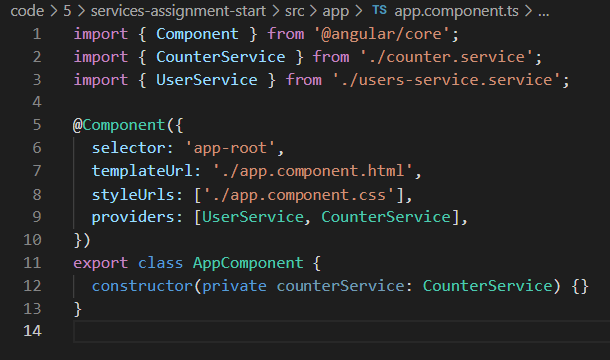 code > 5 > services-assignment-start > src > app > TS app.component.ts > ...
1 import { Component } from '@angular/core';
2 import { CounterService } from './counter.service';
3 import { UserService } from './users-service.service';
4
5 @Component({
6   selector: 'app-root',
7   templateUrl: './app.component.html',
8   styleUrls: ['./app.component.css'],
9   providers: [UserService, CounterService],
10 })
11 export class AppComponent {
12   constructor(private counterService: CounterService) {}
13 }
14